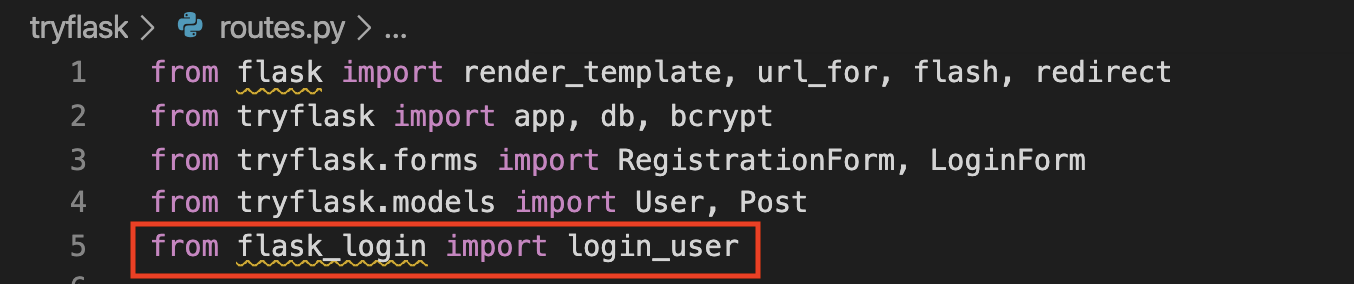 tryflask > routes.py > ...
1 from flask import render_template, url_for, flash, redirect
2 from tryflask import app, db, bcrypt
3 from tryflask.forms import RegistrationForm, LoginForm
4 from tryflask.models import User, Post
5 from flask_login import login_user